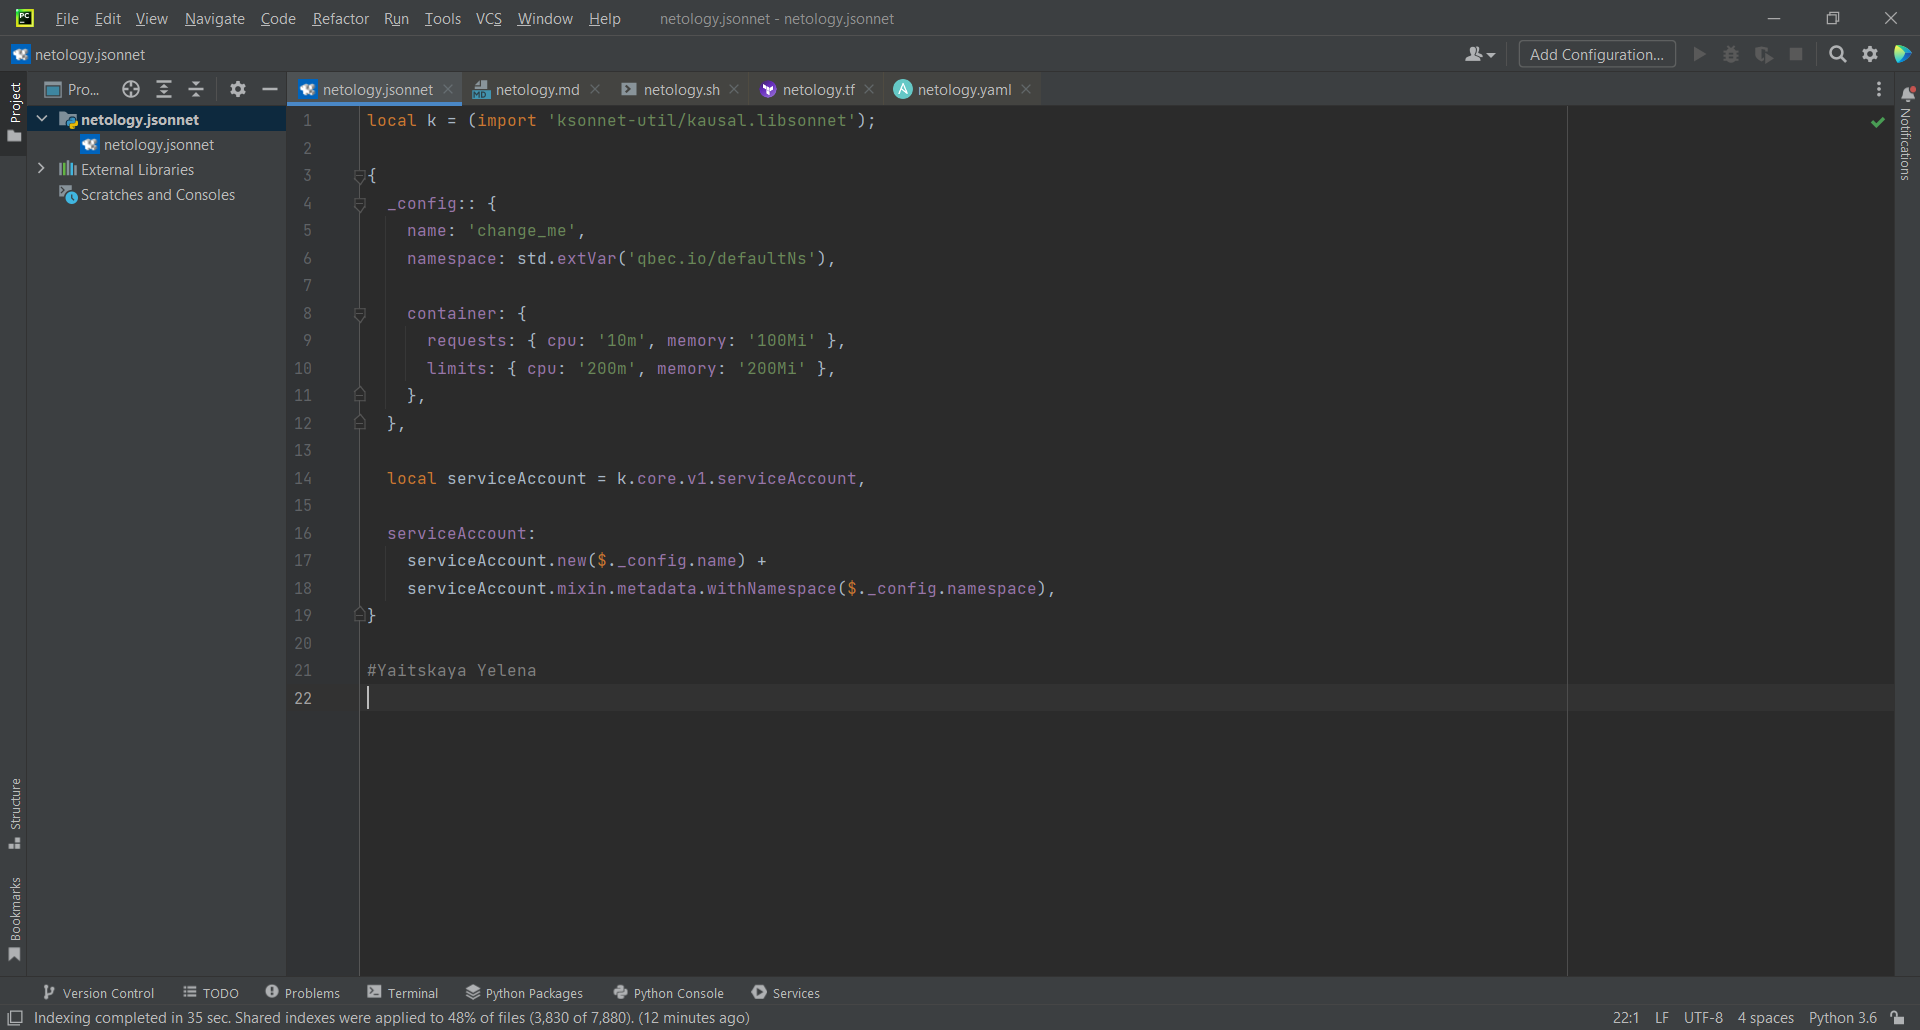 PC
File Edit View Navigate Code Refactor Run Tools VCS Window Help netology.jsonnet - netology.jsonnet
netology.jsonnet Add Configuration...
Project
Pro... netology.jsonnet netology.md netology.sh netology.tf netology.yaml
MD
A
netology.jsonnet
netology.jsonnet
External Libraries
Scratches and Consoles
1 local k = (import 'ksonnet-util/kausal.libsonnet');
2
3 {
4 _config:: {
5 name: 'change_me',
6 namespace: std.extVar('qbec.io/defaultNs'),
7
8 container: {
9 requests: { cpu: '10m', memory: '100Mi' },
10 limits: { cpu: '200m', memory: '200Mi' },
11 },
12 },
13
14 local serviceAccount = k.core.v1.serviceAccount,
15
16 serviceAccount:
17 serviceAccount.new($._config.name) +
18 serviceAccount.mixin.metadata.withNamespace($._config.namespace),
19 }
20
21 #Yaitskaya Yelena
22
Notifications
Structure
Bookmarks
Version Control TODO Problems Terminal Python Packages Python Console Services
Indexing completed in 35 sec. Shared indexes were applied to 48% of files (3,830 of 7,880). (12 minutes ago) 22:1 LF UTF-8 4 spaces Python 3.6